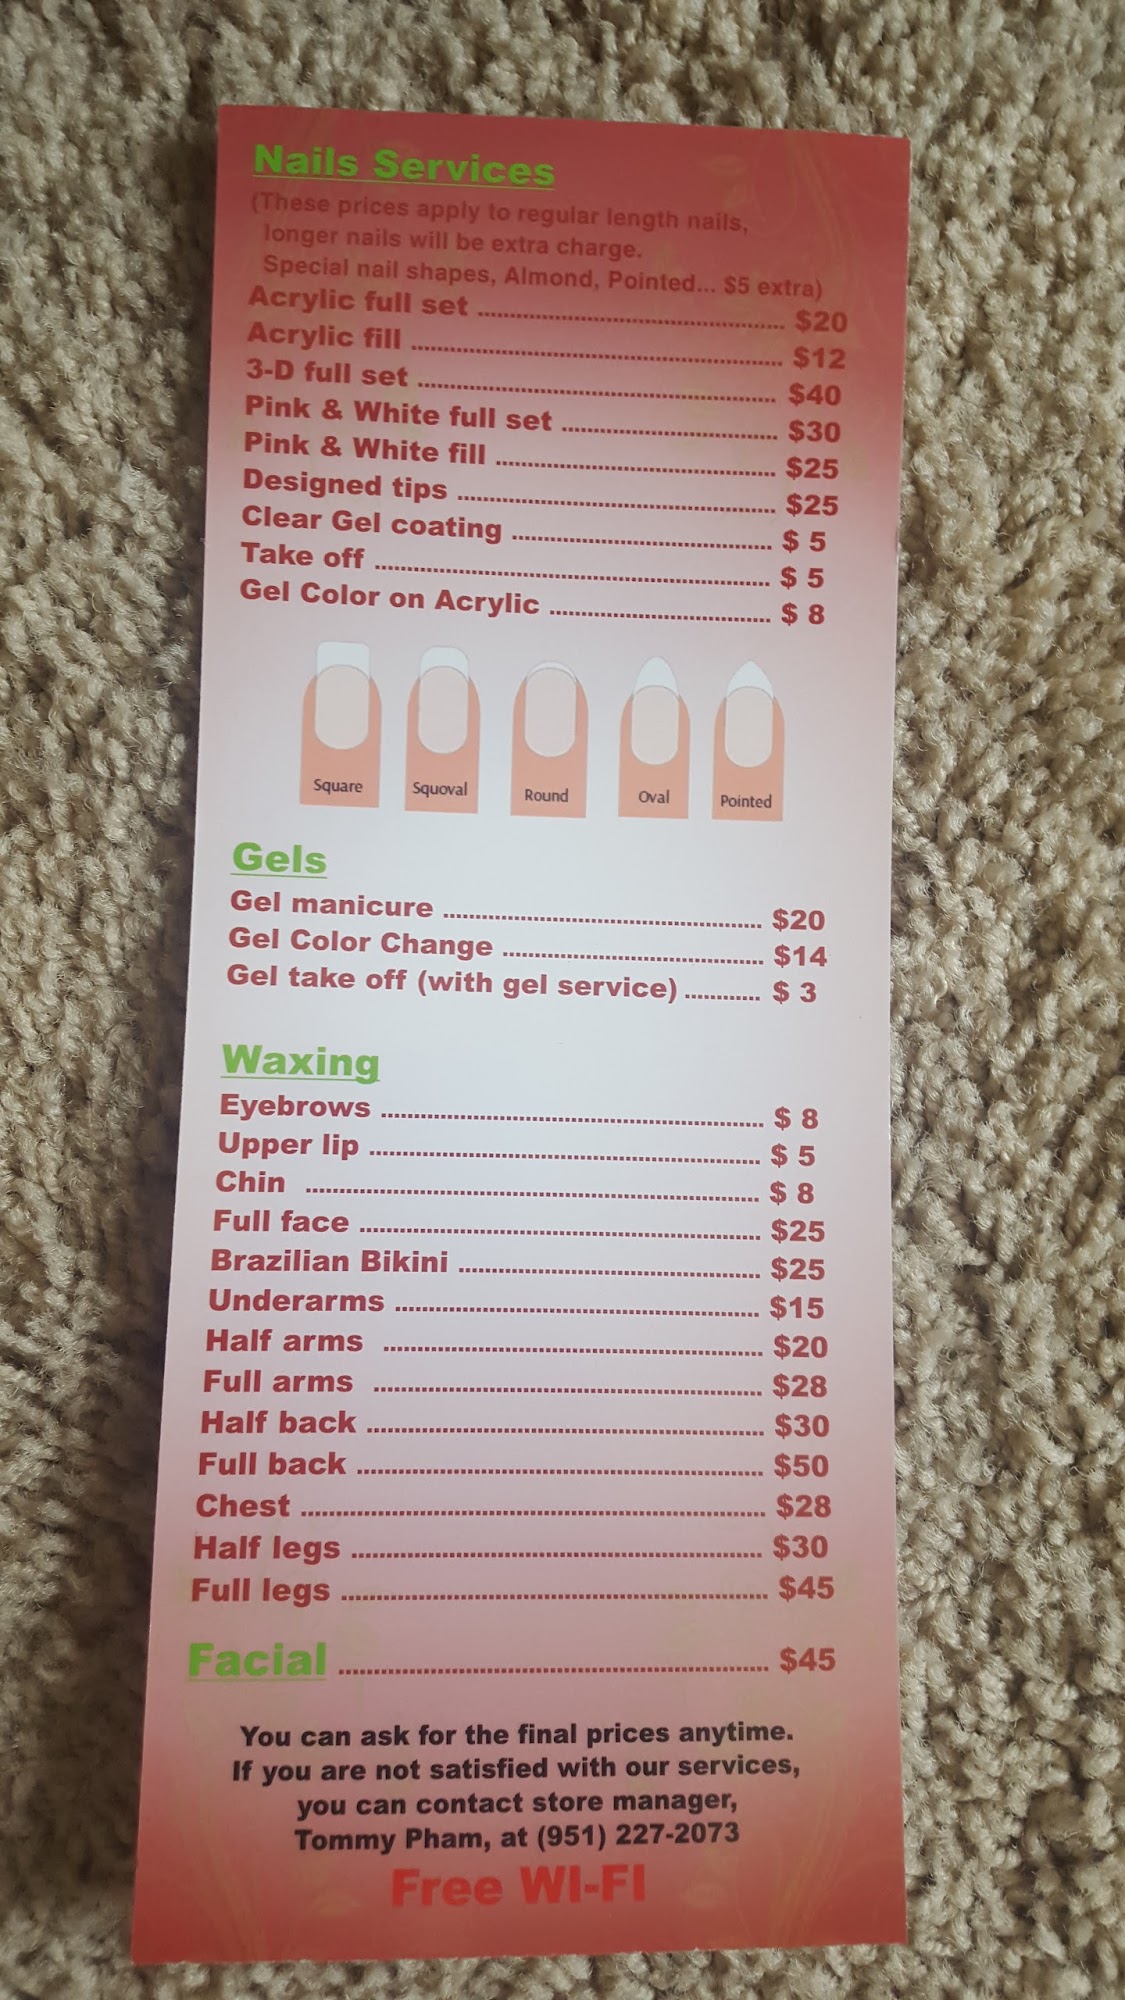 Nails Services
(These prices apply to regular length nails,
longer nails will be extra charge.
Special nail shapes, Almond, Pointed... $5 extra)
Acrylic full set ........................................ $20
Acrylic fill ........................................ $12
3-D full set ........................................ $40
Pink & White full set ........................................ $30
Pink & White fill ........................................ $25
Designed tips ........................................ $25
Clear Gel coating ........................................ $ 5
Take off ........................................ $ 5
Gel Color on Acrylic ........................................ $ 8
Square Squoval Round Oval Pointed
Gels
Gel manicure ........................................ $20
Gel Color Change ........................................ $14
Gel take off (with gel service) ............ $ 3
Waxing
Eyebrows ........................................ $ 8
Upper lip ........................................ $ 5
Chin ........................................ $ 8
Full face ........................................ $25
Brazilian Bikini ........................................ $25
Underarms ........................................ $15
Half arms ........................................ $20
Full arms ........................................ $28
Half back ........................................ $30
Full back ........................................ $50
Chest ........................................ $28
Half legs ........................................ $30
Full legs ........................................ $45
Facial ........................................ $45
You can ask for the final prices anytime.
If you are not satisfied with our services,
you can contact store manager,
Tommy Pham, at (951) 227-2073
Free WI-FI